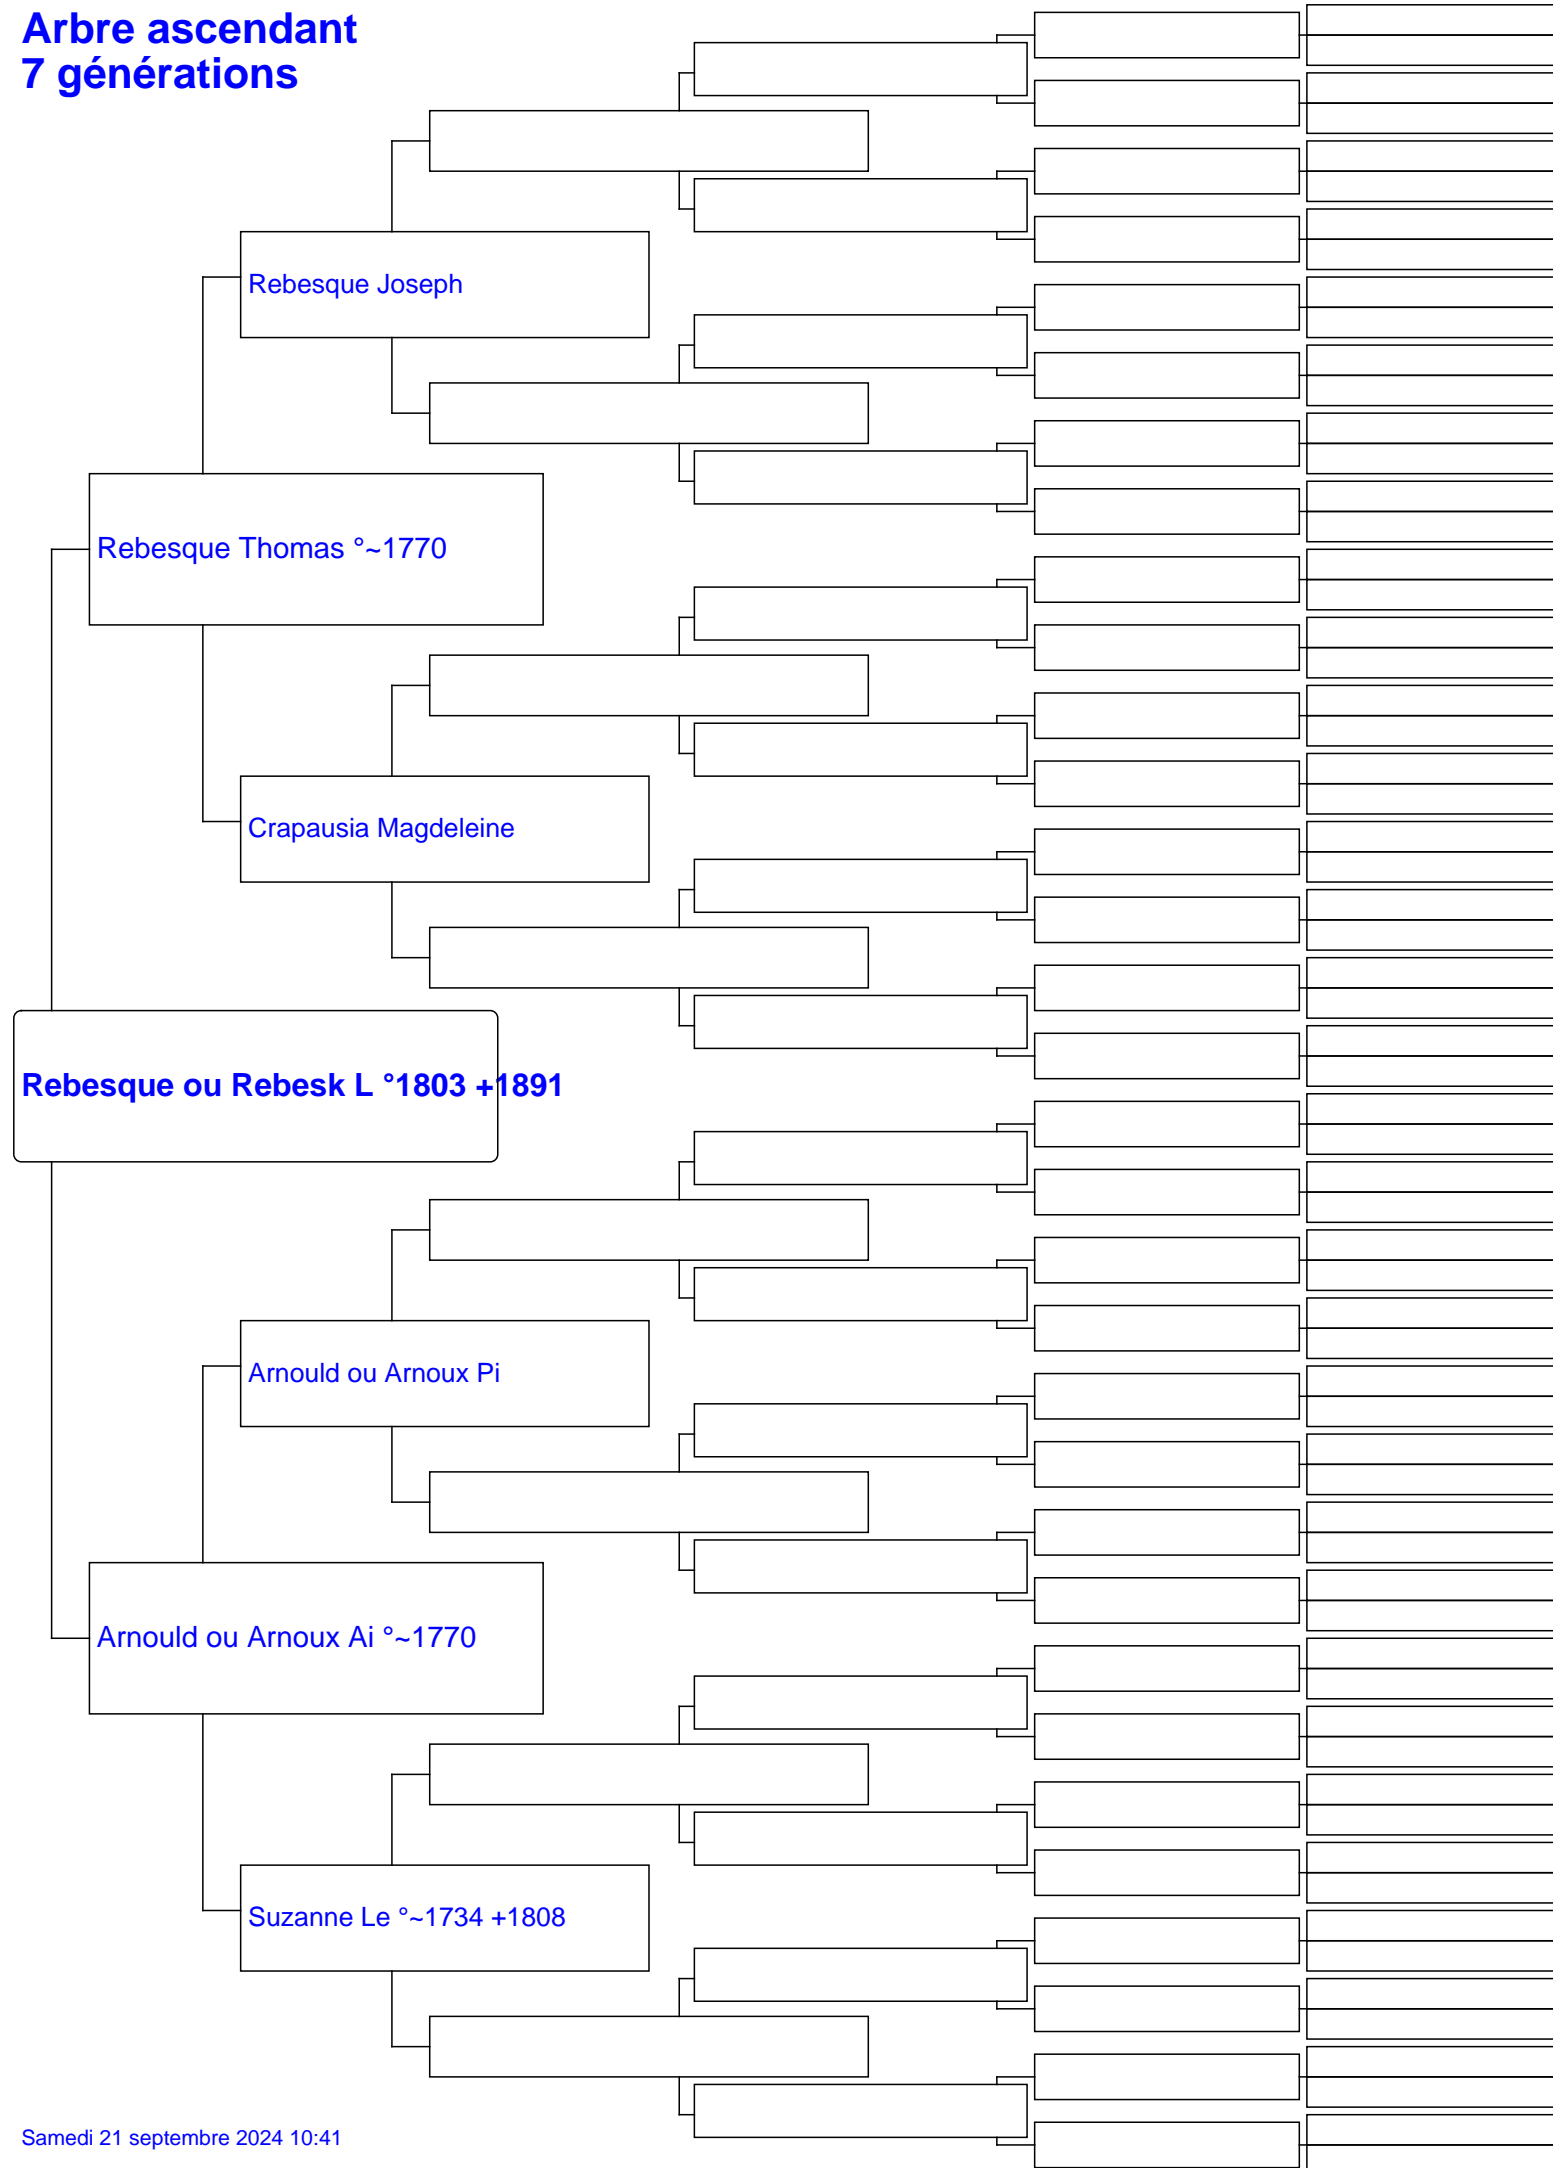 Arbre ascendant
7 générations
Rebesque Joseph
Rebesque Thomas °~1770
Crapausia Magdeleine
Rebesque ou Rebesk L °1803 +1891
Arnould ou Arnoux Pi
Arnould ou Arnoux Ai °~1770
Suzanne Le °~1734 +1808
Samedi 21 septembre 2024 10:41